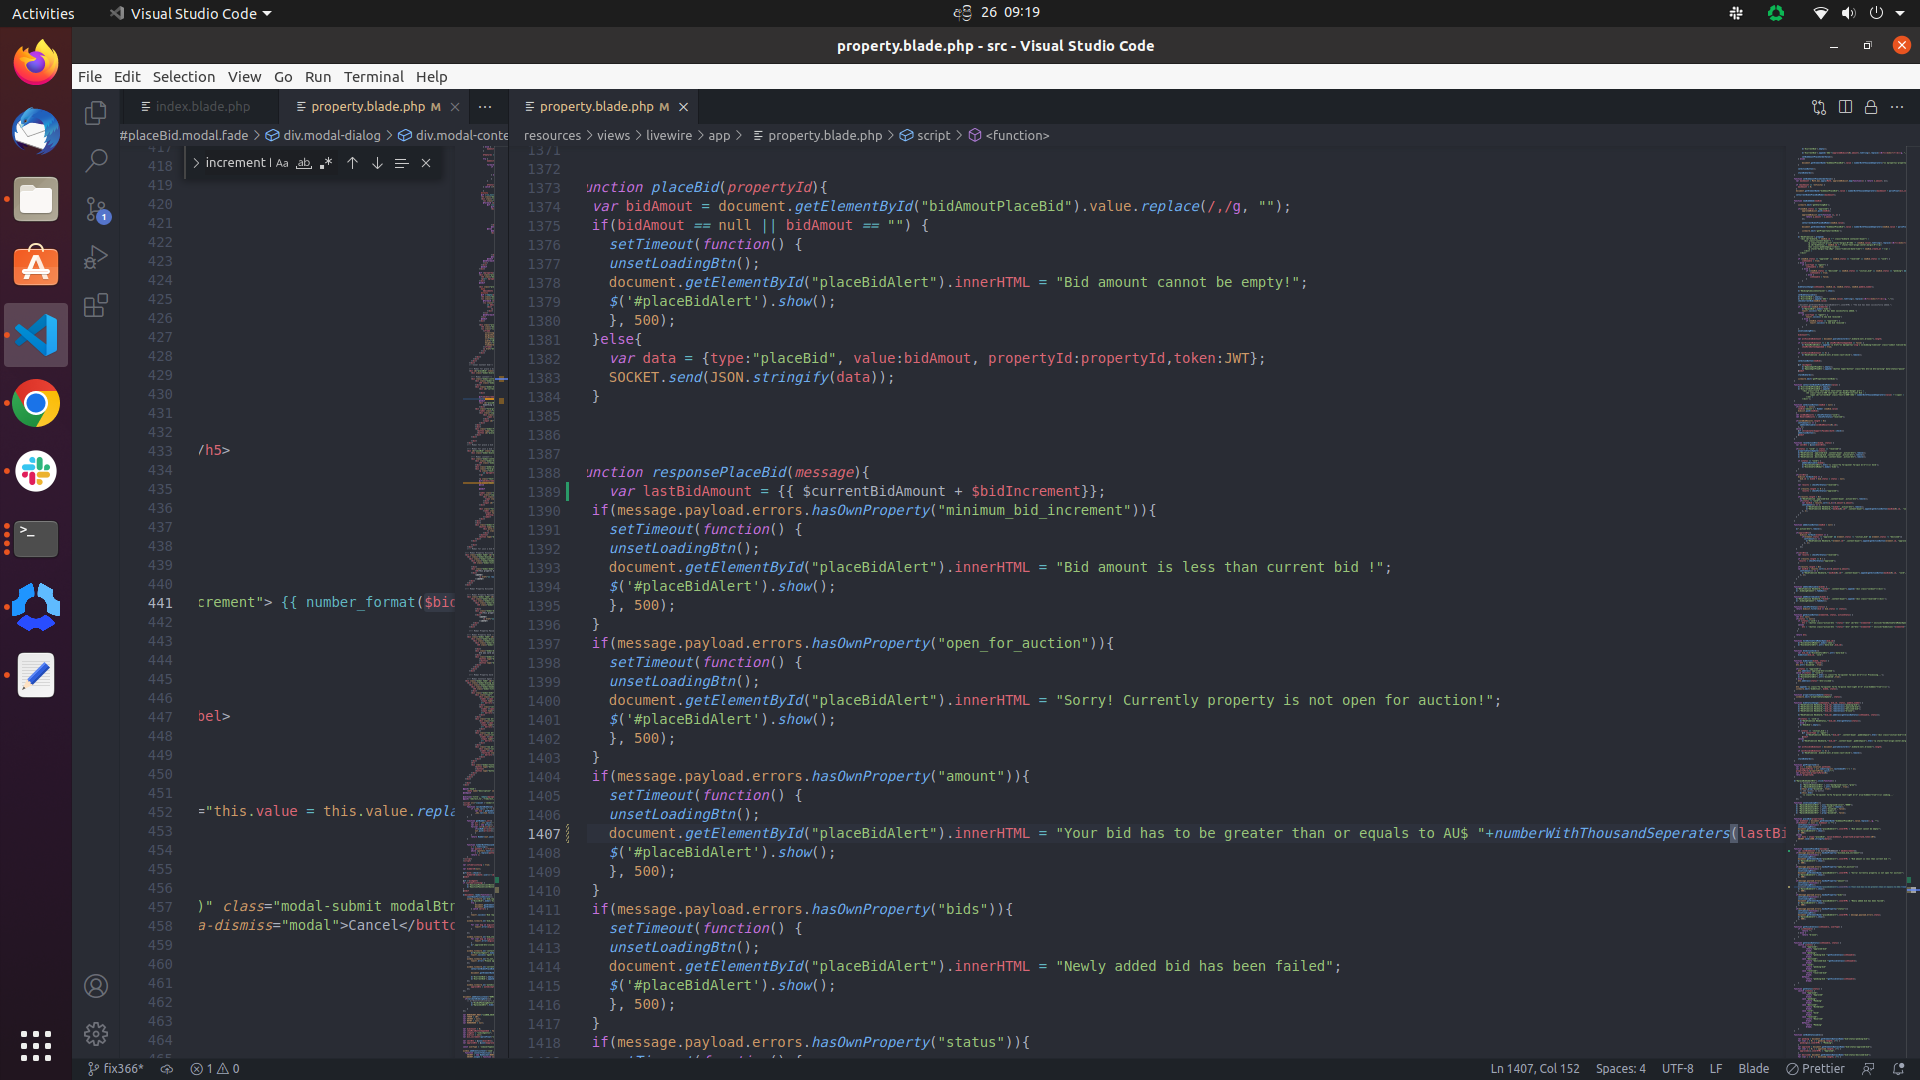 Activities
Visual Studio Code
26 09:19
property.blade.php - src - Visual Studio Code
File Edit Selection View Go Run Terminal Help
index.blade.php
property.blade.php M
property.blade.php M
#placeBid.modal.fade > div.modal-dialog > div.modal-conte
resources > views > livewire > app > property.blade.php > script > <function>
increment
Aa ab .*
417
418
419
420
421
422
423
424
425
426
427
428
429
430
431
432
433 /h5>
434
435
436
437
438
439
440
441 crement"> {{ number_format($bid
442
443
444
445
446
447 bel>
448
449
450
451
452 ="this.value = this.value.repla
453
454
455
456
457 )" class="modal-submit modalBtn
458 a-dismiss="modal">Cancel</butto
459
460
461
462
463
464
465
1371
1372
1373 unction placeBid(propertyId){
1374 var bidAmout = document.getElementById("bidAmoutPlaceBid").value.replace(/,/g, "");
1375 if(bidAmout == null || bidAmout == "") {
1376 setTimeout(function() {
1377 unsetLoadingBtn();
1378 document.getElementById("placeBidAlert").innerHTML = "Bid amount cannot be empty!";
1379 $('#placeBidAlert').show();
1380 }, 500);
1381 }else{
1382 var data = {type:"placeBid", value:bidAmout, propertyId:propertyId,token:JWT};
1383 SOCKET.send(JSON.stringify(data));
1384 }
1385
1386
1387
1388 unction responsePlaceBid(message){
1389 var lastBidAmount = {{ $currentBidAmount + $bidIncrement}};
1390 if(message.payload.errors.hasOwnProperty("minimum_bid_increment")){
1391 setTimeout(function() {
1392 unsetLoadingBtn();
1393 document.getElementById("placeBidAlert").innerHTML = "Bid amount is less than current bid !";
1394 $('#placeBidAlert').show();
1395 }, 500);
1396 }
1397 if(message.payload.errors.hasOwnProperty("open_for_auction")){
1398 setTimeout(function() {
1399 unsetLoadingBtn();
1400 document.getElementById("placeBidAlert").innerHTML = "Sorry! Currently property is not open for auction!";
1401 $('#placeBidAlert').show();
1402 }, 500);
1403 }
1404 if(message.payload.errors.hasOwnProperty("amount")){
1405 setTimeout(function() {
1406 unsetLoadingBtn();
1407 document.getElementById("placeBidAlert").innerHTML = "Your bid has to be greater than or equals to AU$ "+numberWithThousandSeperaters(lastBi
1408 $('#placeBidAlert').show();
1409 }, 500);
1410 }
1411 if(message.payload.errors.hasOwnProperty("bids")){
1412 setTimeout(function() {
1413 unsetLoadingBtn();
1414 document.getElementById("placeBidAlert").innerHTML = "Newly added bid has been failed";
1415 $('#placeBidAlert').show();
1416 }, 500);
1417 }
1418 if(message.payload.errors.hasOwnProperty("status")){
fix366* 1 0
Ln 1407, Col 152 Spaces: 4 UTF-8 LF Blade Prettier